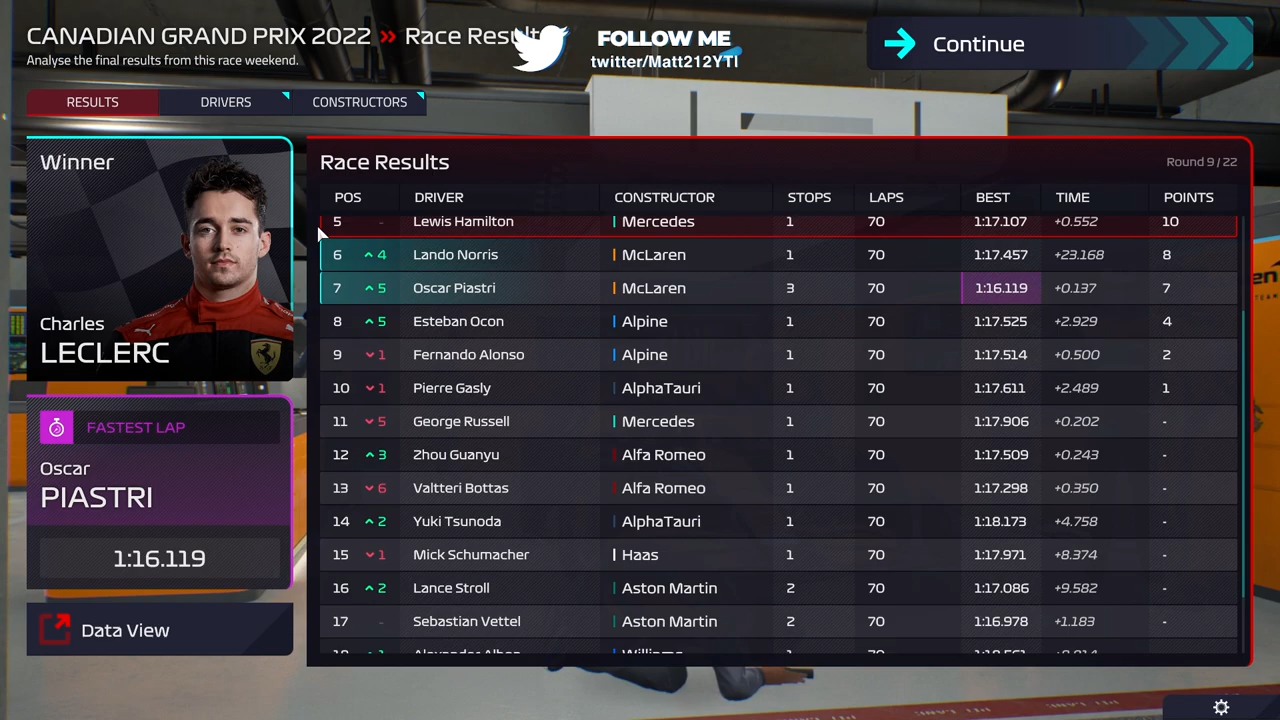 CANADIAN GRAND PRIX 2022 » Race Results
Analyse the final results from this race weekend.
FOLLOW ME
twitter/Matt212YTI
Continue
RESULTS DRIVERS CONSTRUCTORS
Winner
Charles
LECLERC
FASTEST LAP
Oscar
PIASTRI
1:16.119
Data View
Race Results Round 9 / 22
POS DRIVER CONSTRUCTOR STOPS LAPS BEST TIME POINTS
5 - Lewis Hamilton Mercedes 1 70 1:17.107 +0.552 10
6 4 Lando Norris McLaren 1 70 1:17.457 +23.168 8
7 5 Oscar Piastri McLaren 3 70 1:16.119 +0.137 7
8 5 Esteban Ocon Alpine 1 70 1:17.525 +2.929 4
9 1 Fernando Alonso Alpine 1 70 1:17.514 +0.500 2
10 1 Pierre Gasly AlphaTauri 1 70 1:17.611 +2.489 1
11 5 George Russell Mercedes 1 70 1:17.906 +0.202 -
12 3 Zhou Guanyu Alfa Romeo 1 70 1:17.509 +0.243 -
13 6 Valtteri Bottas Alfa Romeo 1 70 1:17.298 +0.350 -
14 2 Yuki Tsunoda AlphaTauri 1 70 1:18.173 +4.758 -
15 1 Mick Schumacher Haas 1 70 1:17.971 +8.374 -
16 2 Lance Stroll Aston Martin 2 70 1:17.086 +9.582 -
17 - Sebastian Vettel Aston Martin 2 70 1:16.978 +1.183 -